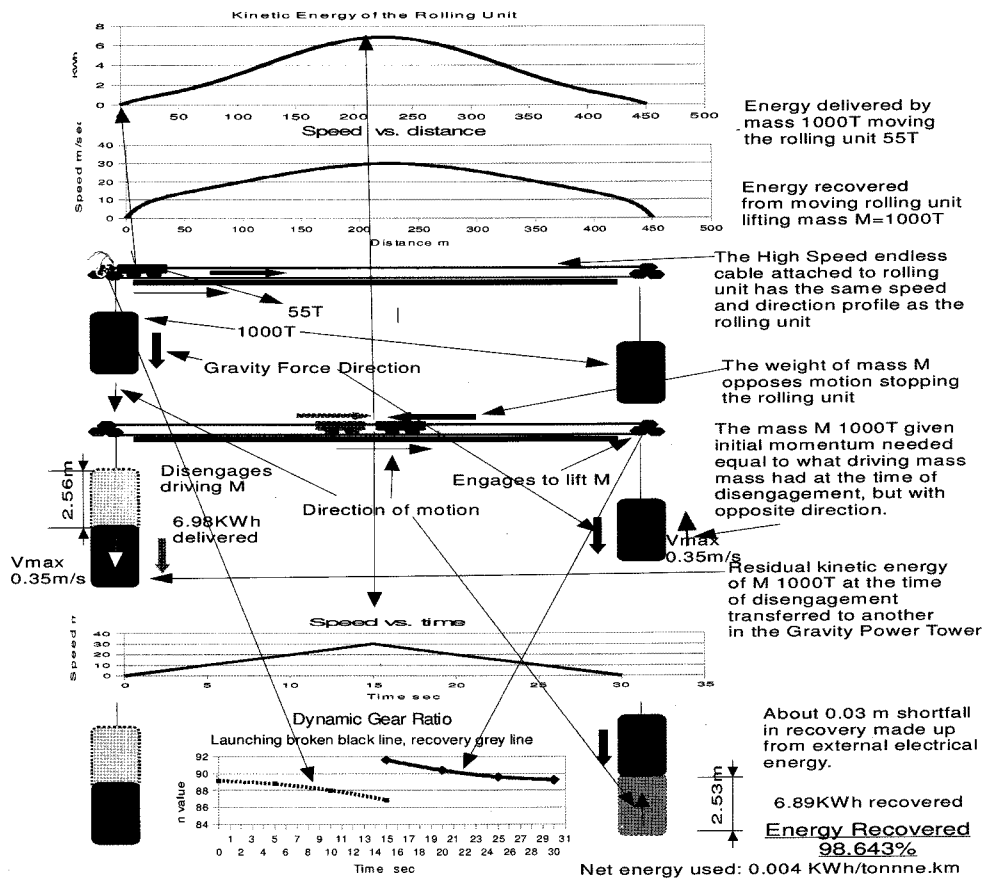 Kinetic Energy of the Rolling Unit
8
6
4
2
0
KWh
50 100 150 200 250 300 350 400 450 500
Speed vs. distance
Speed m/sec
40
30
20
10
0
0 50 100 150 200 250 300 350 400 450 500
Distance m
Energy delivered by
mass 1000T moving
the rolling unit 55T
Energy recovered
from moving rolling unit
lifting mass M=1000T
The High Speed endless
cable attached to rolling
unit has the same speed
and direction profile as the
rolling unit
55T
1000T
Gravity Force Direction
The weight of mass M
opposes motion stopping
the rolling unit
2.56m
Disengages
driving M
6.98KWh
delivered
Direction of motion
Engages to lift M
Vmax
0.35m/s
Vmax
0.35m/s
The mass M 1000T given
initial momentum needed
equal to what driving mass
mass had at the time of
disengagement, but with
opposite direction.
Residual kinetic energy
of M 1000T at the time
of disengagement
transferred to another
in the Gravity Power Tower
Speed vs. time
Speed
40
30
20
10
0
0 5 10 15 20 25 30 35
Time sec
Dynamic Gear Ratio
Launching broken black line, recovery grey line
n value
92
90
88
86
84
1 3 5 7 9 11 13 15 17 19 21 23 25 27 29 31
0 2 4 6 8 10 12 14 16 18 20 22 24 26 28 30
Time sec
2.53m
About 0.03 m shortfall
in recovery made up
from external electrical
energy.
6.89KWh recovered
Energy Recovered
98.643%
Net energy used: 0.004 KWh/tonnne.km